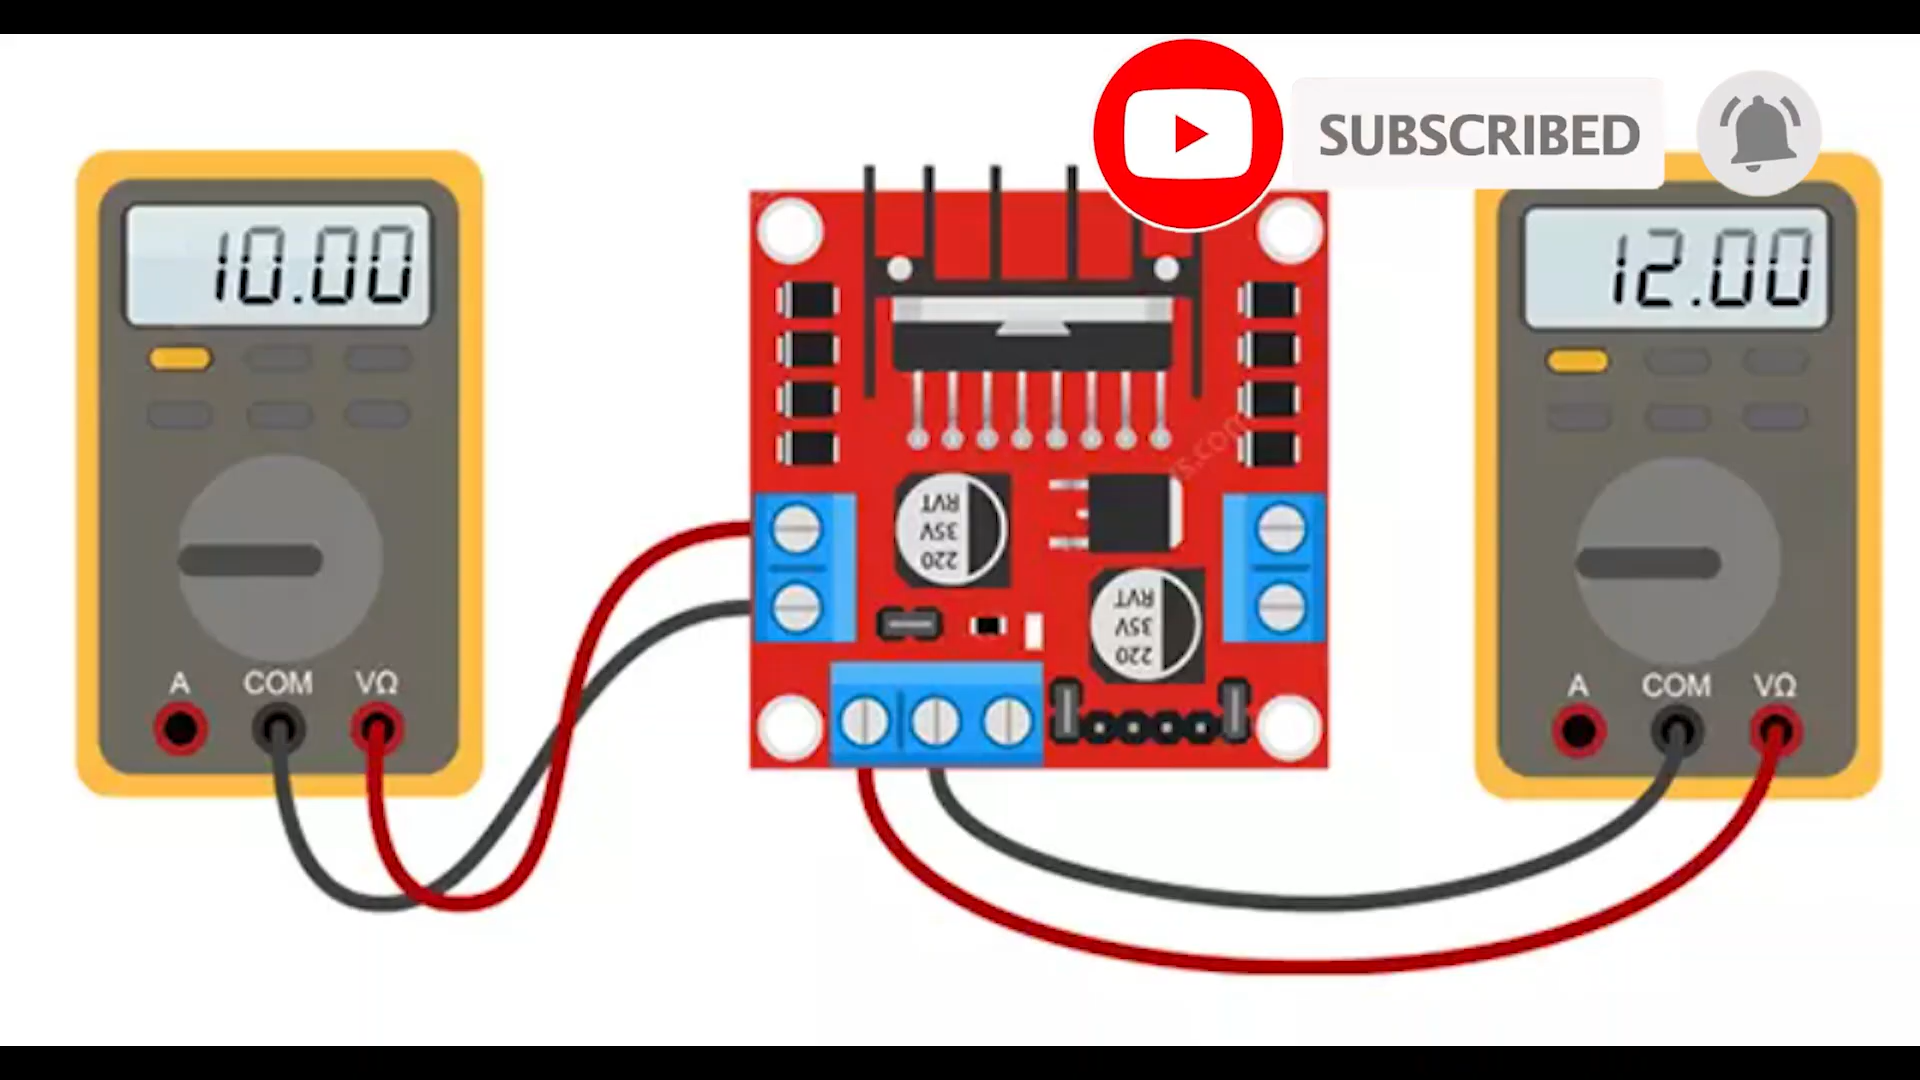 SUBSCRIBED
10.00
12.00
RVT
35V
220
RVT
35V
220
A COM VΩ
A COM VΩ